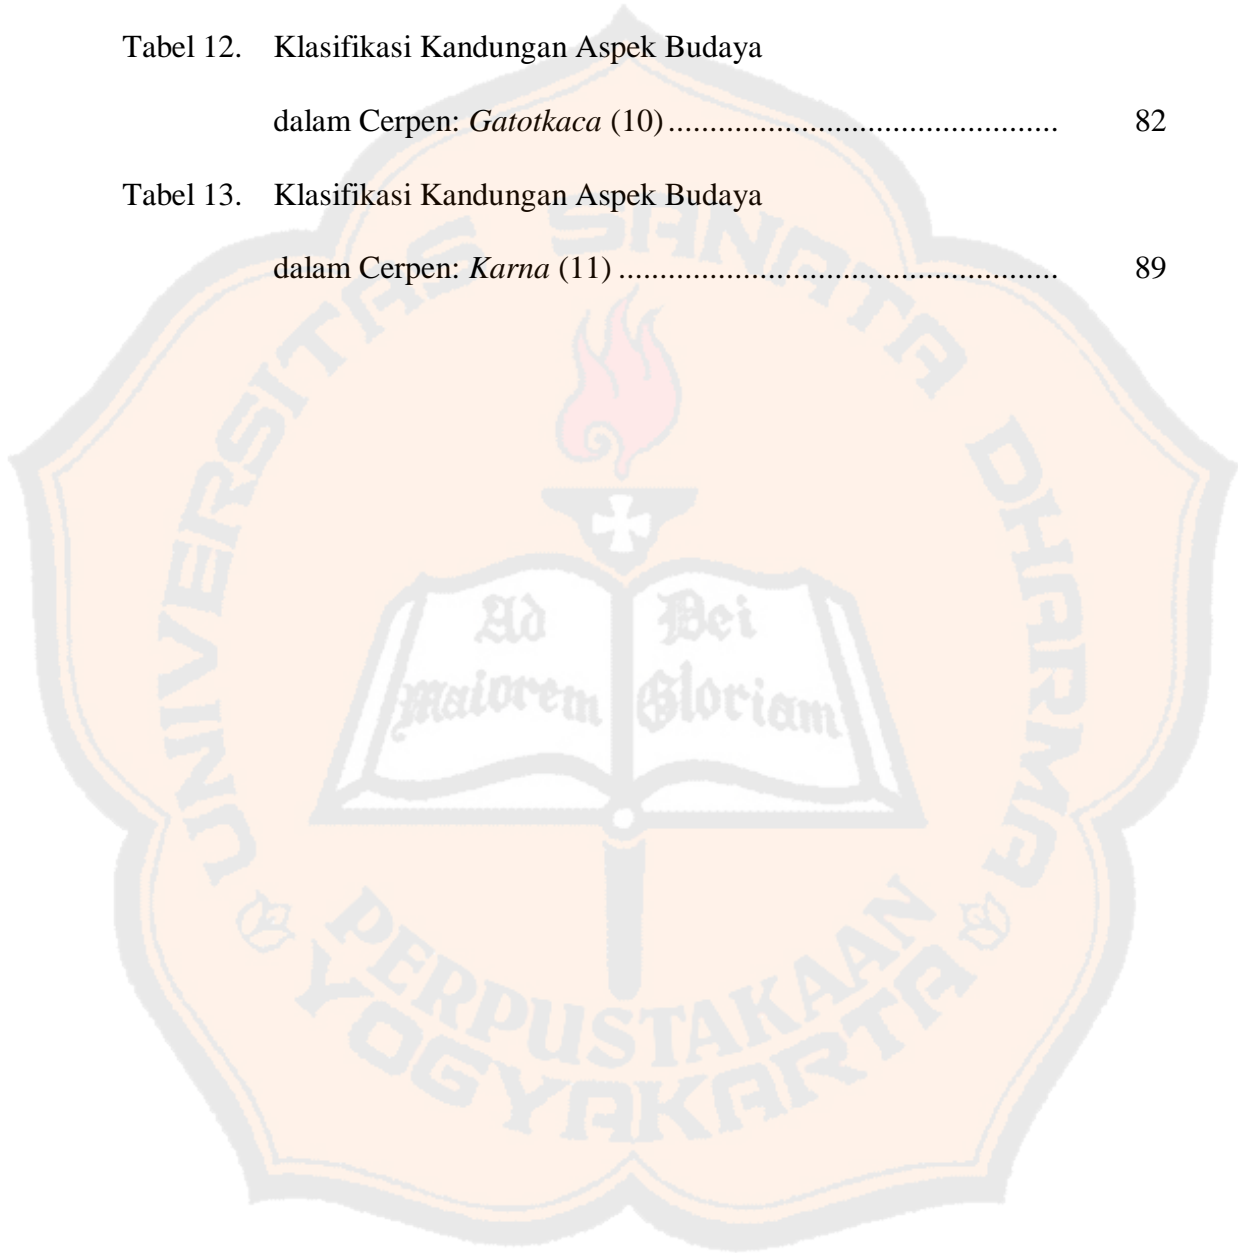 Tabel 12. Klasifikasi Kandungan Aspek Budaya
dalam Cerpen: Gatotkaca (10) ............................................... 82
Tabel 13. Klasifikasi Kandungan Aspek Budaya
dalam Cerpen: Karna (11) ..................................................... 89
UNIVERSITAS SANATA DHARMA
Ad Dei
Maiorem Gloriam
PERPUSTAKAAN
YOGYAKARTA